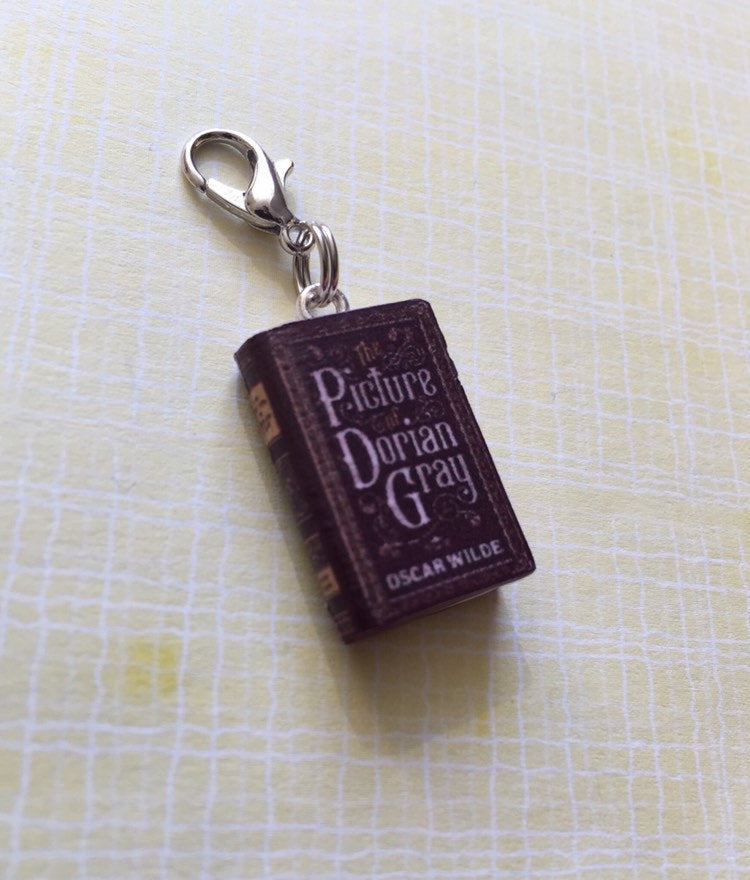 The
Picture
of
Dorian
Gray
OSCAR WILDE